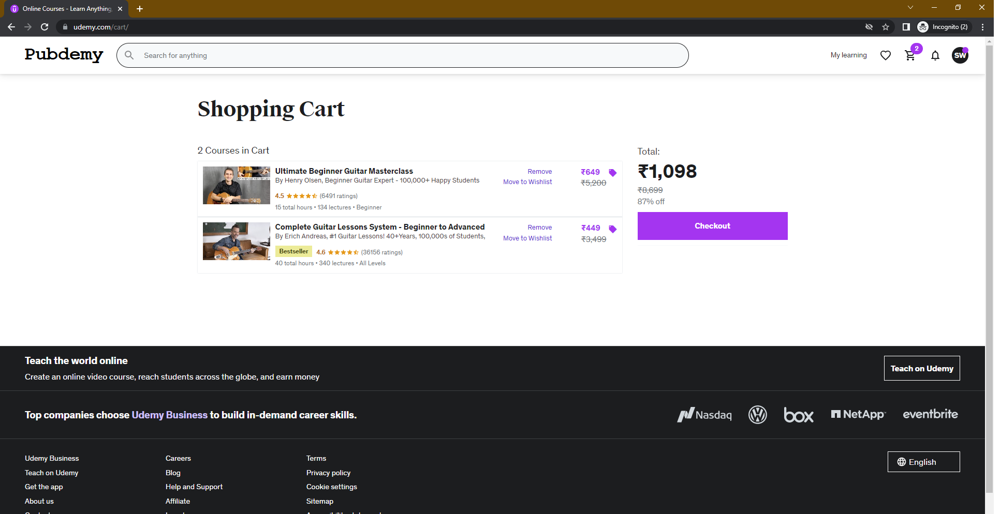 Online Courses - Learn Anything,
udemy.com/cart/
Incognito (2)
Pubdemy
Search for anything
My learning
2
SW
Shopping Cart
2 Courses in Cart
Ultimate Beginner Guitar Masterclass
By Henry Olsen, Beginner Guitar Expert - 100,000+ Happy Students
4.5 (6491 ratings)
15 total hours • 134 lectures • Beginner
Remove
Move to Wishlist
₹649
₹5,200
Complete Guitar Lessons System - Beginner to Advanced
By Erich Andreas, #1 Guitar Lessons! 40+Years, 100,000s of Students,
Bestseller 4.6 (36156 ratings)
40 total hours • 340 lectures • All Levels
Remove
Move to Wishlist
₹449
₹3,499
Total:
₹1,098
₹8,699
87% off
Checkout
Teach the world online
Create an online video course, reach students across the globe, and earn money
Teach on Udemy
Top companies choose Udemy Business to build in-demand career skills.
Nasdaq
box
NetApp
eventbrite
Udemy Business
Teach on Udemy
Get the app
About us
Careers
Blog
Help and Support
Affiliate
Terms
Privacy policy
Cookie settings
Sitemap
English